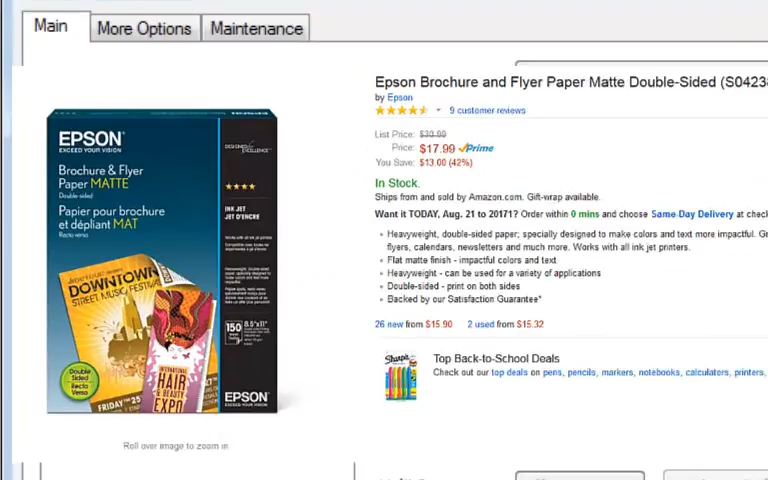 Main
More Options
Maintenance
EPSON
EXCEED YOUR VISION
Brochure & Flyer
Paper MATTE
Double-sided
Papier pour brochure
et dépliant MAT
Recto verso
INK JET
JET D'ENCRE
150
8.5"x11"
DOWNTOWN
STREET MUSIC FESTIVAL
Double
Sided
Recto
Verso
FRIDAY 25
INTERNATIONAL
HAIR
& BEAUTY
EXPO
EPSON
EXCEED YOUR VISION
Roll over image to zoom in
Epson Brochure and Flyer Paper Matte Double-Sided (S04238
by Epson
9 customer reviews
List Price: $30.99
Price: $17.99 Prime
You Save: $13.00 (42%)
In Stock.
Ships from and sold by Amazon.com. Gift-wrap available.
Want it TODAY, Aug. 21 to 20171? Order within 0 mins and choose Same-Day Delivery at check
Heavyweight, double-sided paper; specially designed to make colors and text more impactful. Gr
flyers, calendars, newsletters and much more. Works with all ink jet printers.
Flat matte finish - impactful colors and text
Heavyweight - can be used for a variety of applications
Double-sided - print on both sides
Backed by our Satisfaction Guarantee*
26 new from $15.90 2 used from $15.32
Sharpie
Top Back-to-School Deals
Check out our top deals on pens, pencils, markers, notebooks, calculators, printers,